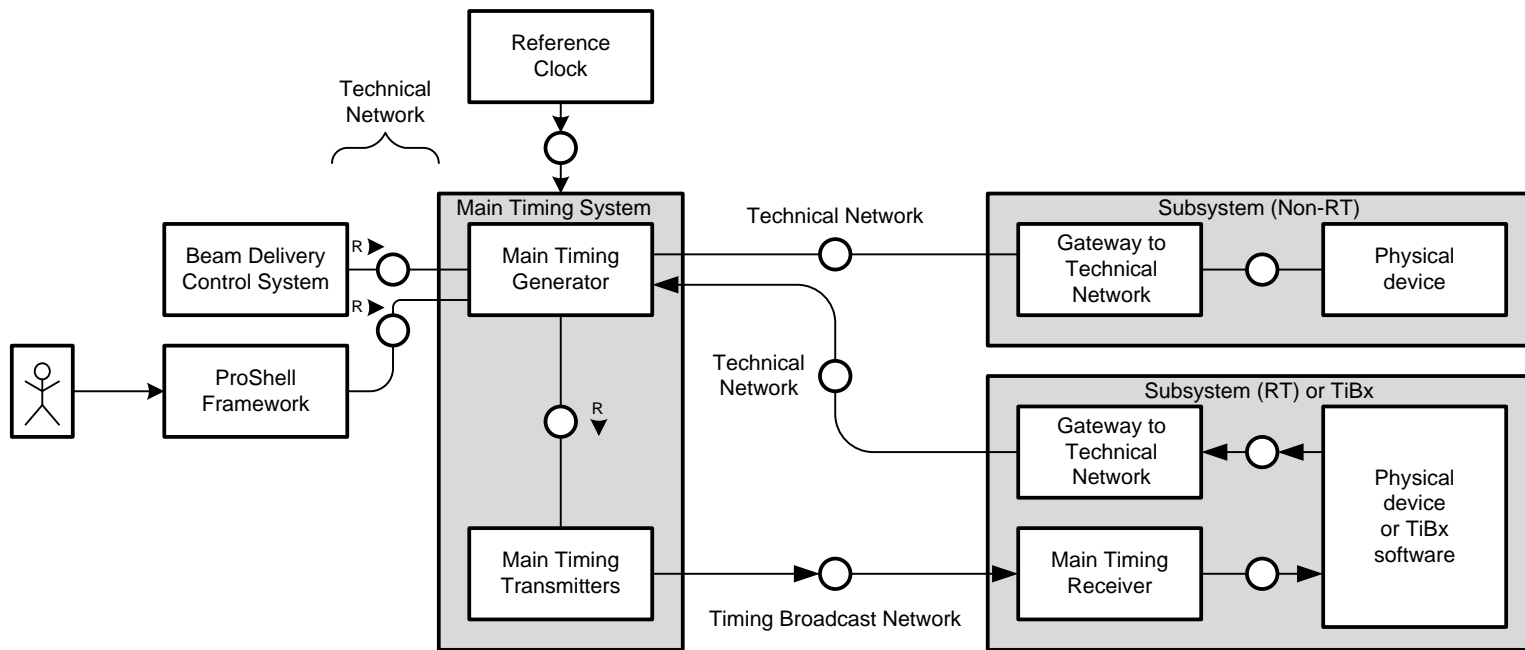 Reference
Clock
Technical
Network
Main Timing System
Subsystem (Non-RT)
Beam Delivery
Control System
R
Main Timing
Generator
Technical Network
Gateway to
Technical
Network
Physical
device
R
ProShell
Framework
Technical
Network
Subsystem (RT) or TiBx
R
Gateway to
Technical
Network
Physical
device
or TiBx
software
Main Timing
Transmitters
Main Timing
Receiver
Timing Broadcast Network